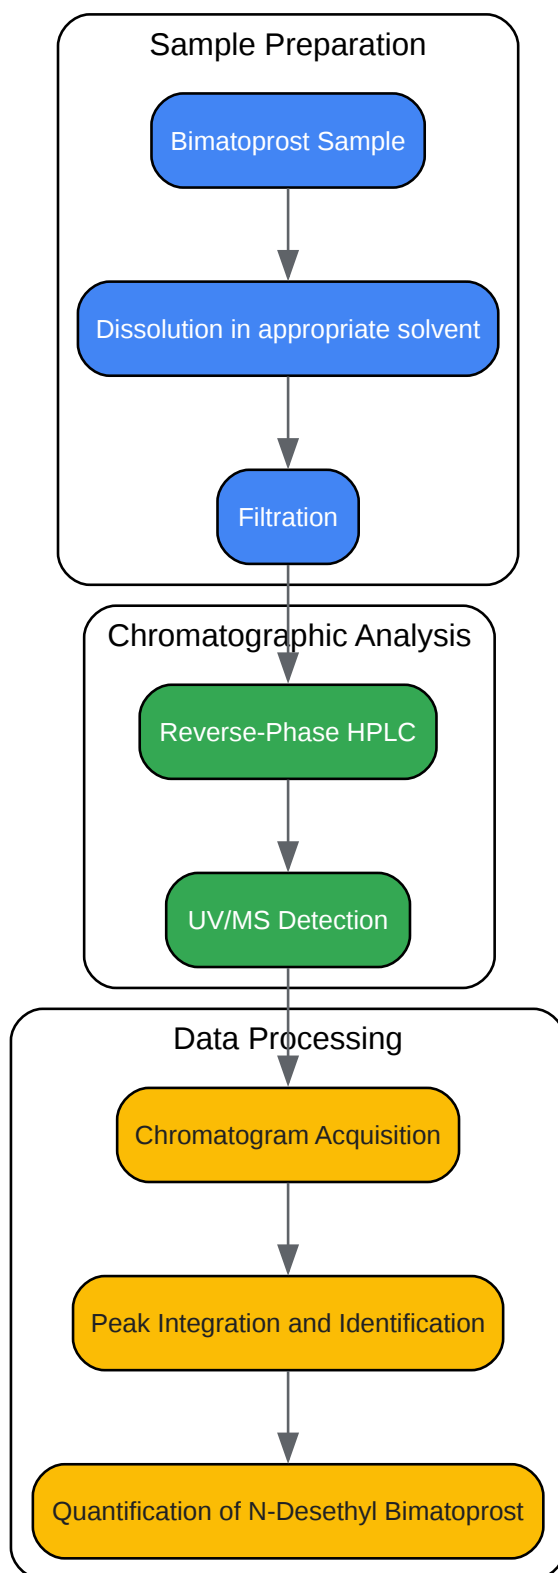 Sample Preparation
Bimatoprost Sample
Dissolution in appropriate solvent
Filtration
Chromatographic Analysis
Reverse-Phase HPLC
UV/MS Detection
Data Processing
Chromatogram Acquisition
Peak Integration and Identification
Quantification of N-Desethyl Bimatoprost